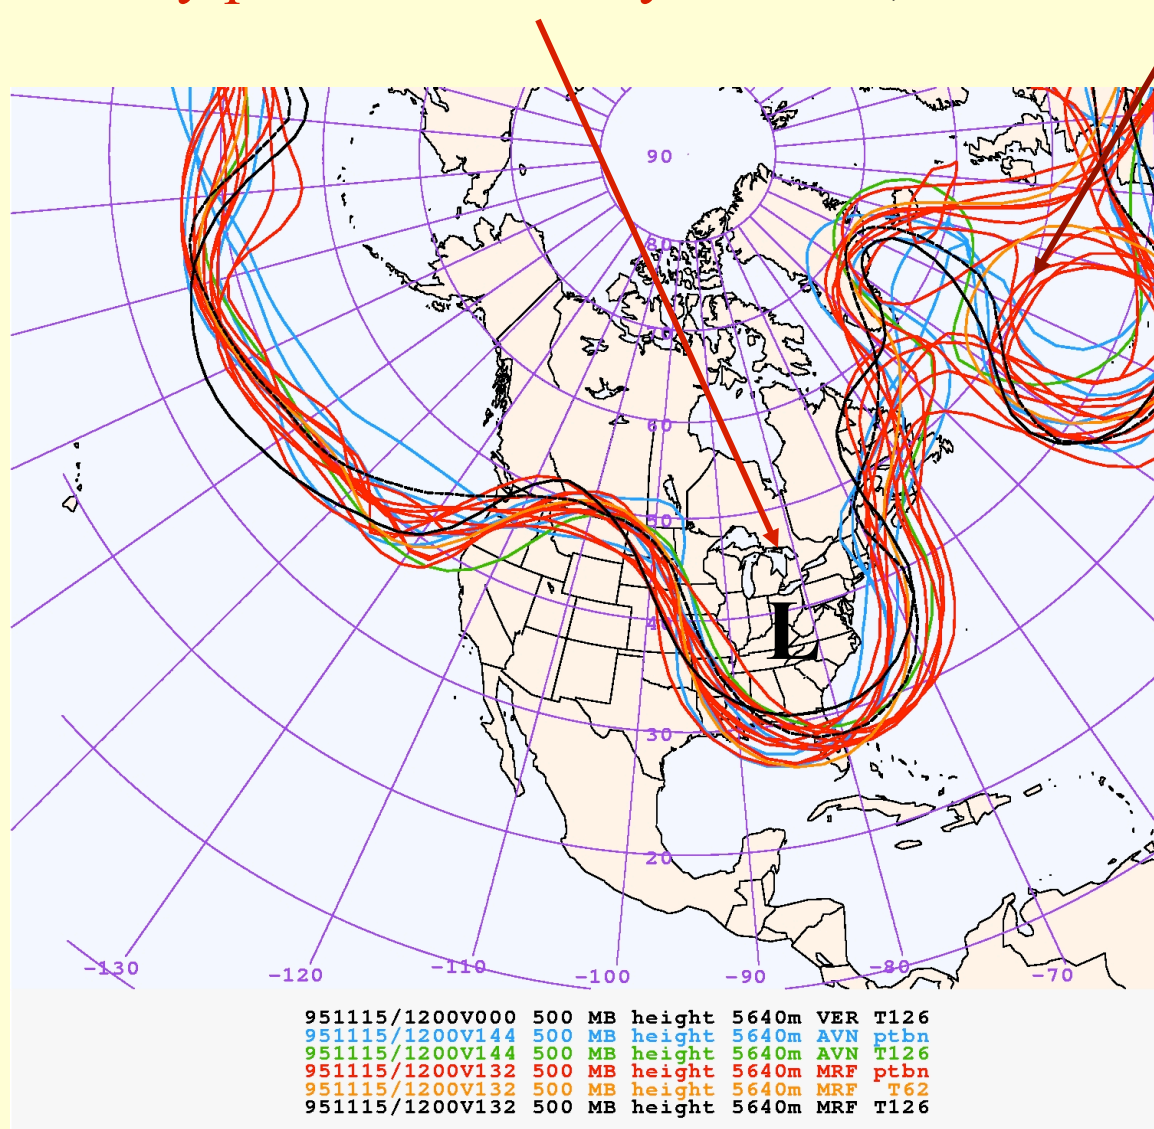 90
80
60
50
40
30
20
L
-130 -120 -110 -100 -90 -80 -70
951115/1200V000 500 MB height 5640m VER T126
951115/1200V144 500 MB height 5640m AVN ptbn
951115/1200V144 500 MB height 5640m AVN T126
951115/1200V132 500 MB height 5640m MRF ptbn
951115/1200V132 500 MB height 5640m MRF T62
951115/1200V132 500 MB height 5640m MRF T126